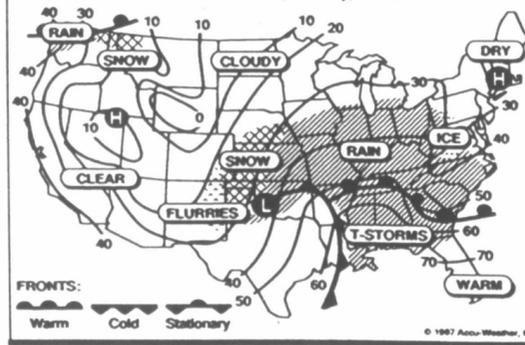 40 30 10 10 10
RAIN
SNOW
CLOUDY
20
DRY
40
H
40
30
30
10
H
0
ICE
40
SNOW
RAIN
CLEAR
FLURRIES
L
50
T-STORMS
60
40
40
60
70
70
50
WARM
FRONTS:
Warm Cold Stationary
© 1987 Accu-Weather,